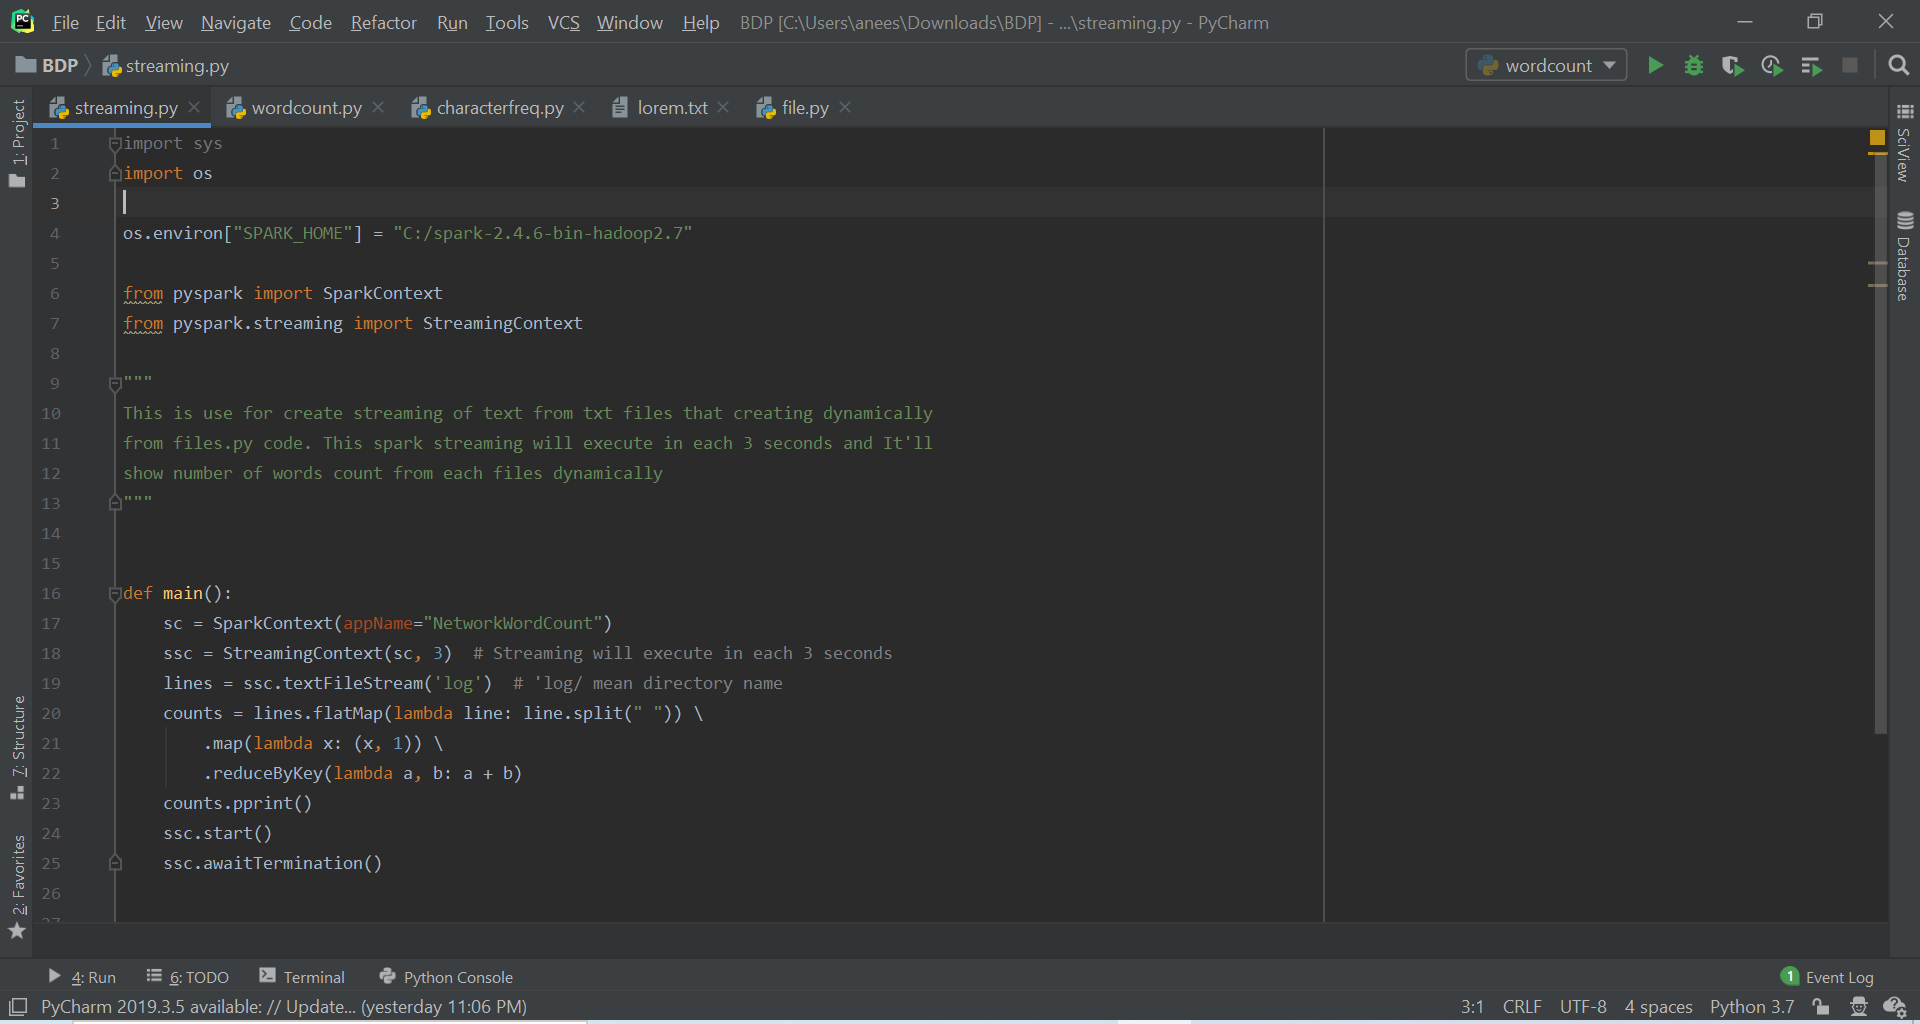 PC File Edit View Navigate Code Refactor Run Tools VCS Window Help BDP [C:\Users\anees\Downloads\BDP] - ...\streaming.py - PyCharm
BDP streaming.py wordcount
streaming.py wordcount.py characterfreq.py lorem.txt file.py
1: Project
7: Structure
2: Favorites
1 import sys
2 import os
3
4 os.environ["SPARK_HOME"] = "C:/spark-2.4.6-bin-hadoop2.7"
5
6 from pyspark import SparkContext
7 from pyspark.streaming import StreamingContext
8
9 """
10 This is use for create streaming of text from txt files that creating dynamically
11 from files.py code. This spark streaming will execute in each 3 seconds and It'll
12 show number of words count from each files dynamically
13 """
14
15
16 def main():
17     sc = SparkContext(appName="NetworkWordCount")
18     ssc = StreamingContext(sc, 3)  # Streaming will execute in each 3 seconds
19     lines = ssc.textFileStream('log')  # 'log/ mean directory name
20     counts = lines.flatMap(lambda line: line.split(" ")) \
21         .map(lambda x: (x, 1)) \
22         .reduceByKey(lambda a, b: a + b)
23     counts.pprint()
24     ssc.start()
25     ssc.awaitTermination()
26
27
SciView
Database
4: Run 6: TODO Terminal Python Console 1 Event Log
PyCharm 2019.3.5 available: // Update... (yesterday 11:06 PM) 3:1 CRLF UTF-8 4 spaces Python 3.7